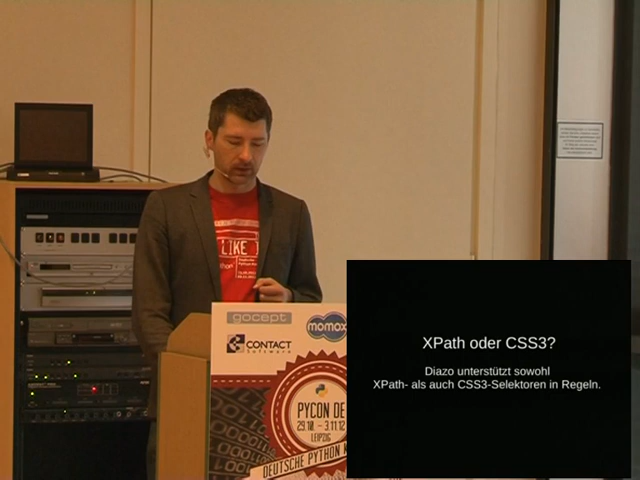 LIKE
gocept
momox
CONTACT
Software
PYCON DE
29.10. – 3.11.12
LEIPZIG
DEUTSCHE PYTHON K
XPath oder CSS3?
Diazo unterstützt sowohl
XPath- als auch CSS3-Selektoren in Regeln.